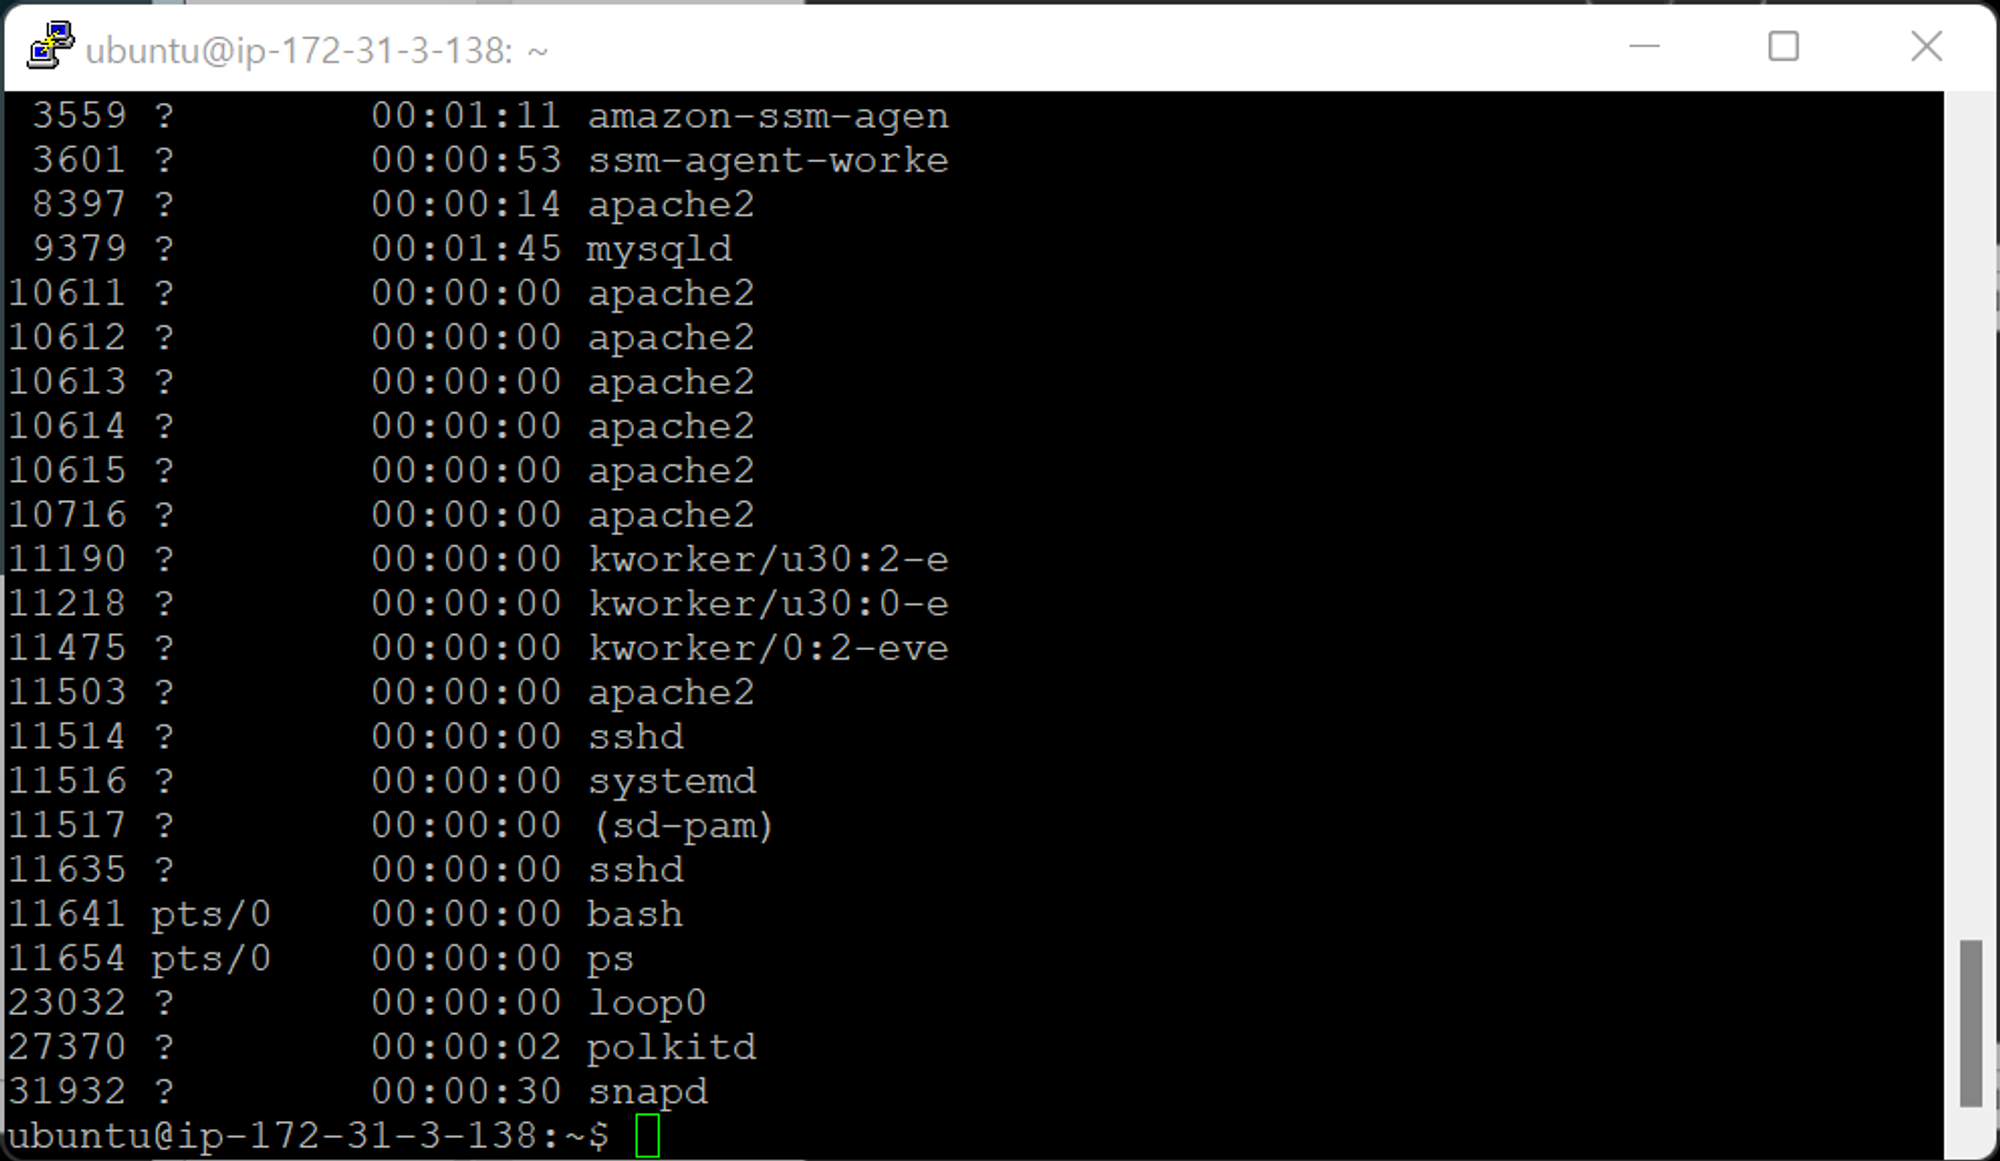 ubuntu@ip-172-31-3-138: ~
3559 ? 00:01:11 amazon-ssm-agen
3601 ? 00:00:53 ssm-agent-worke
8397 ? 00:00:14 apache2
9379 ? 00:01:45 mysqld
10611 ? 00:00:00 apache2
10612 ? 00:00:00 apache2
10613 ? 00:00:00 apache2
10614 ? 00:00:00 apache2
10615 ? 00:00:00 apache2
10716 ? 00:00:00 apache2
11190 ? 00:00:00 kworker/u30:2-e
11218 ? 00:00:00 kworker/u30:0-e
11475 ? 00:00:00 kworker/0:2-eve
11503 ? 00:00:00 apache2
11514 ? 00:00:00 sshd
11516 ? 00:00:00 systemd
11517 ? 00:00:00 (sd-pam)
11635 ? 00:00:00 sshd
11641 pts/0 00:00:00 bash
11654 pts/0 00:00:00 ps
23032 ? 00:00:00 loop0
27370 ? 00:00:02 polkitd
31932 ? 00:00:30 snapd
ubuntu@ip-172-31-3-138:~$